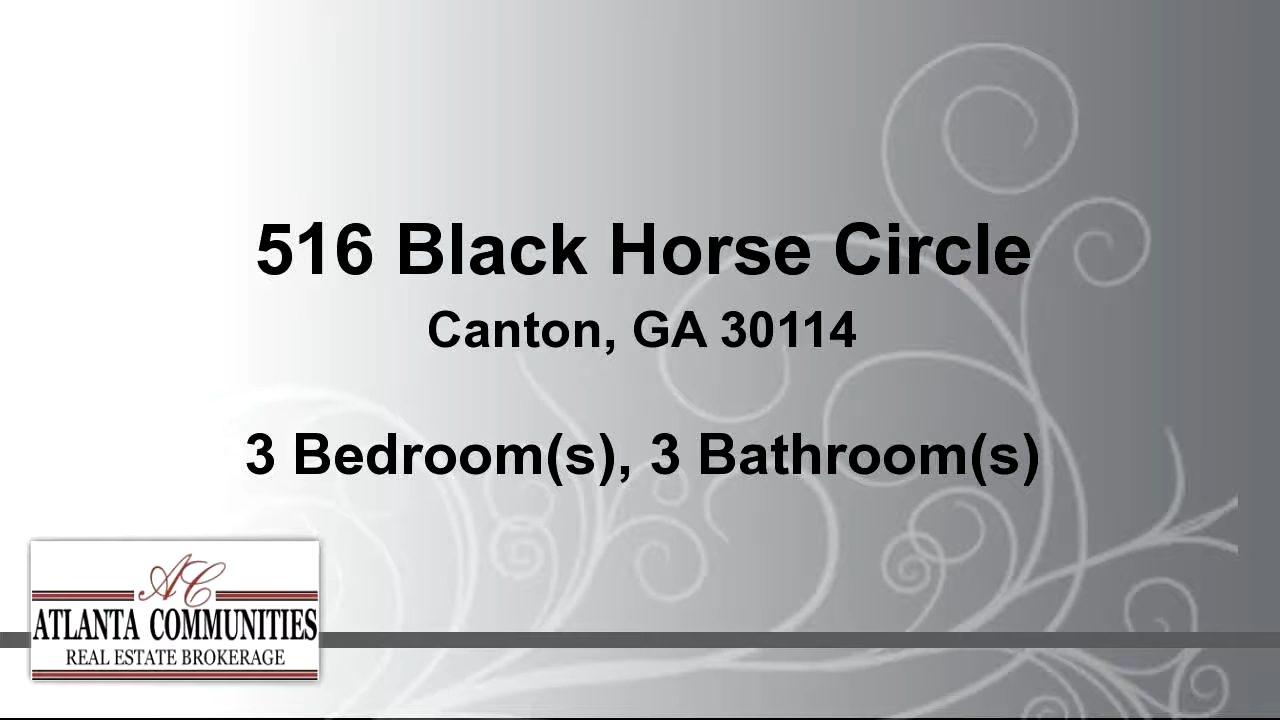 516 Black Horse Circle
Canton, GA 30114
3 Bedroom(s), 3 Bathroom(s)
AC
ATLANTA COMMUNITIES
REAL ESTATE BROKERAGE